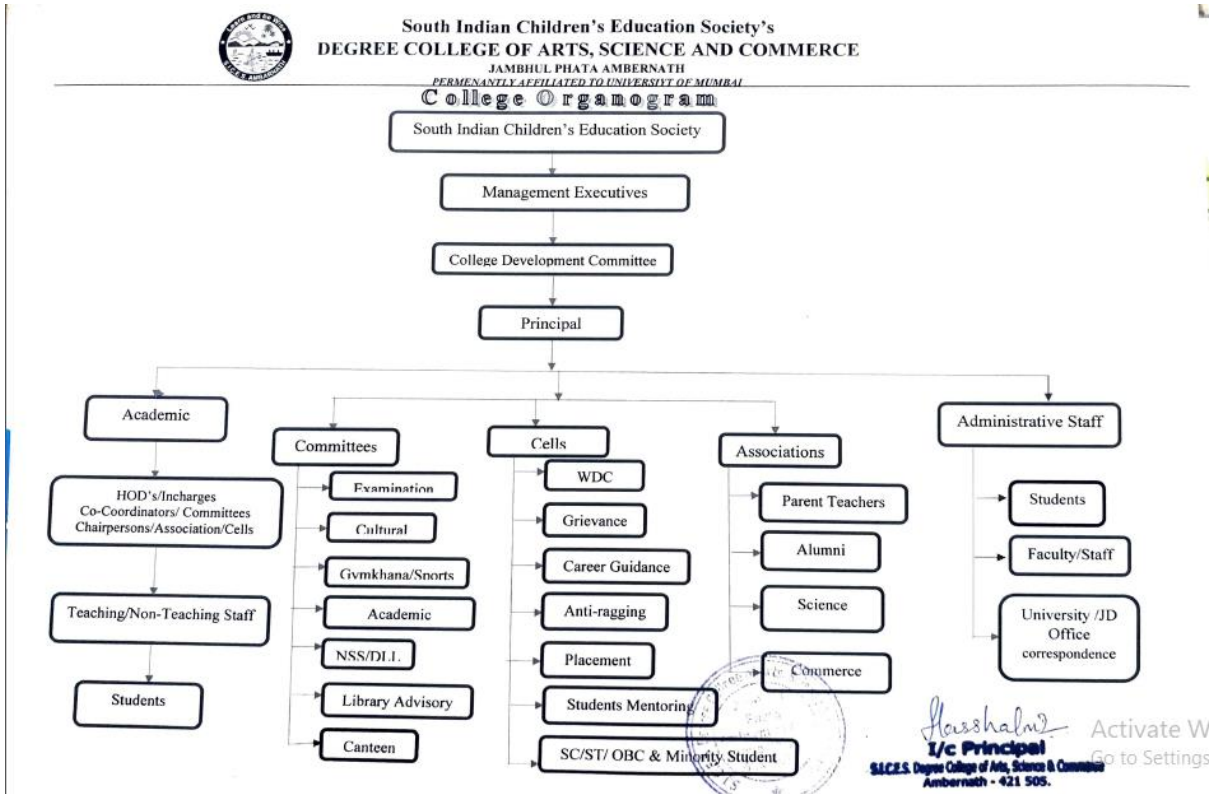 Learn and be Wise
S.I.C.E.S. AMBARNATH
South Indian Children's Education Society's
DEGREE COLLEGE OF ARTS, SCIENCE AND COMMERCE
JAMBHUL PHATA AMBERNATH
PERMENANTLY AFFILIATED TO UNIVERSIYT OF MUMBAI
College Organogram
South Indian Children's Education Society
Management Executives
College Development Committee
Principal
Academic
HOD's/Incharges
Co-Coordinators/ Committees
Chairpersons/Association/Cells
Teaching/Non-Teaching Staff
Students
Committees
Examination
Cultural
Gymkhana/Sports
Academic
NSS/DLL
Library Advisory
Canteen
Cells
WDC
Grievance
Career Guidance
Anti-ragging
Placement
Students Mentoring
SC/ST/ OBC & Minority Student
Associations
Parent Teachers
Alumni
Science
Commerce
Administrative Staff
Students
Faculty/Staff
University /JD
Office
correspondence
I/c Principal
S.I.C.E.S. Degree College of Arts, Science & Commerce
Ambernath - 421 505.
Activate W
Go to Settings